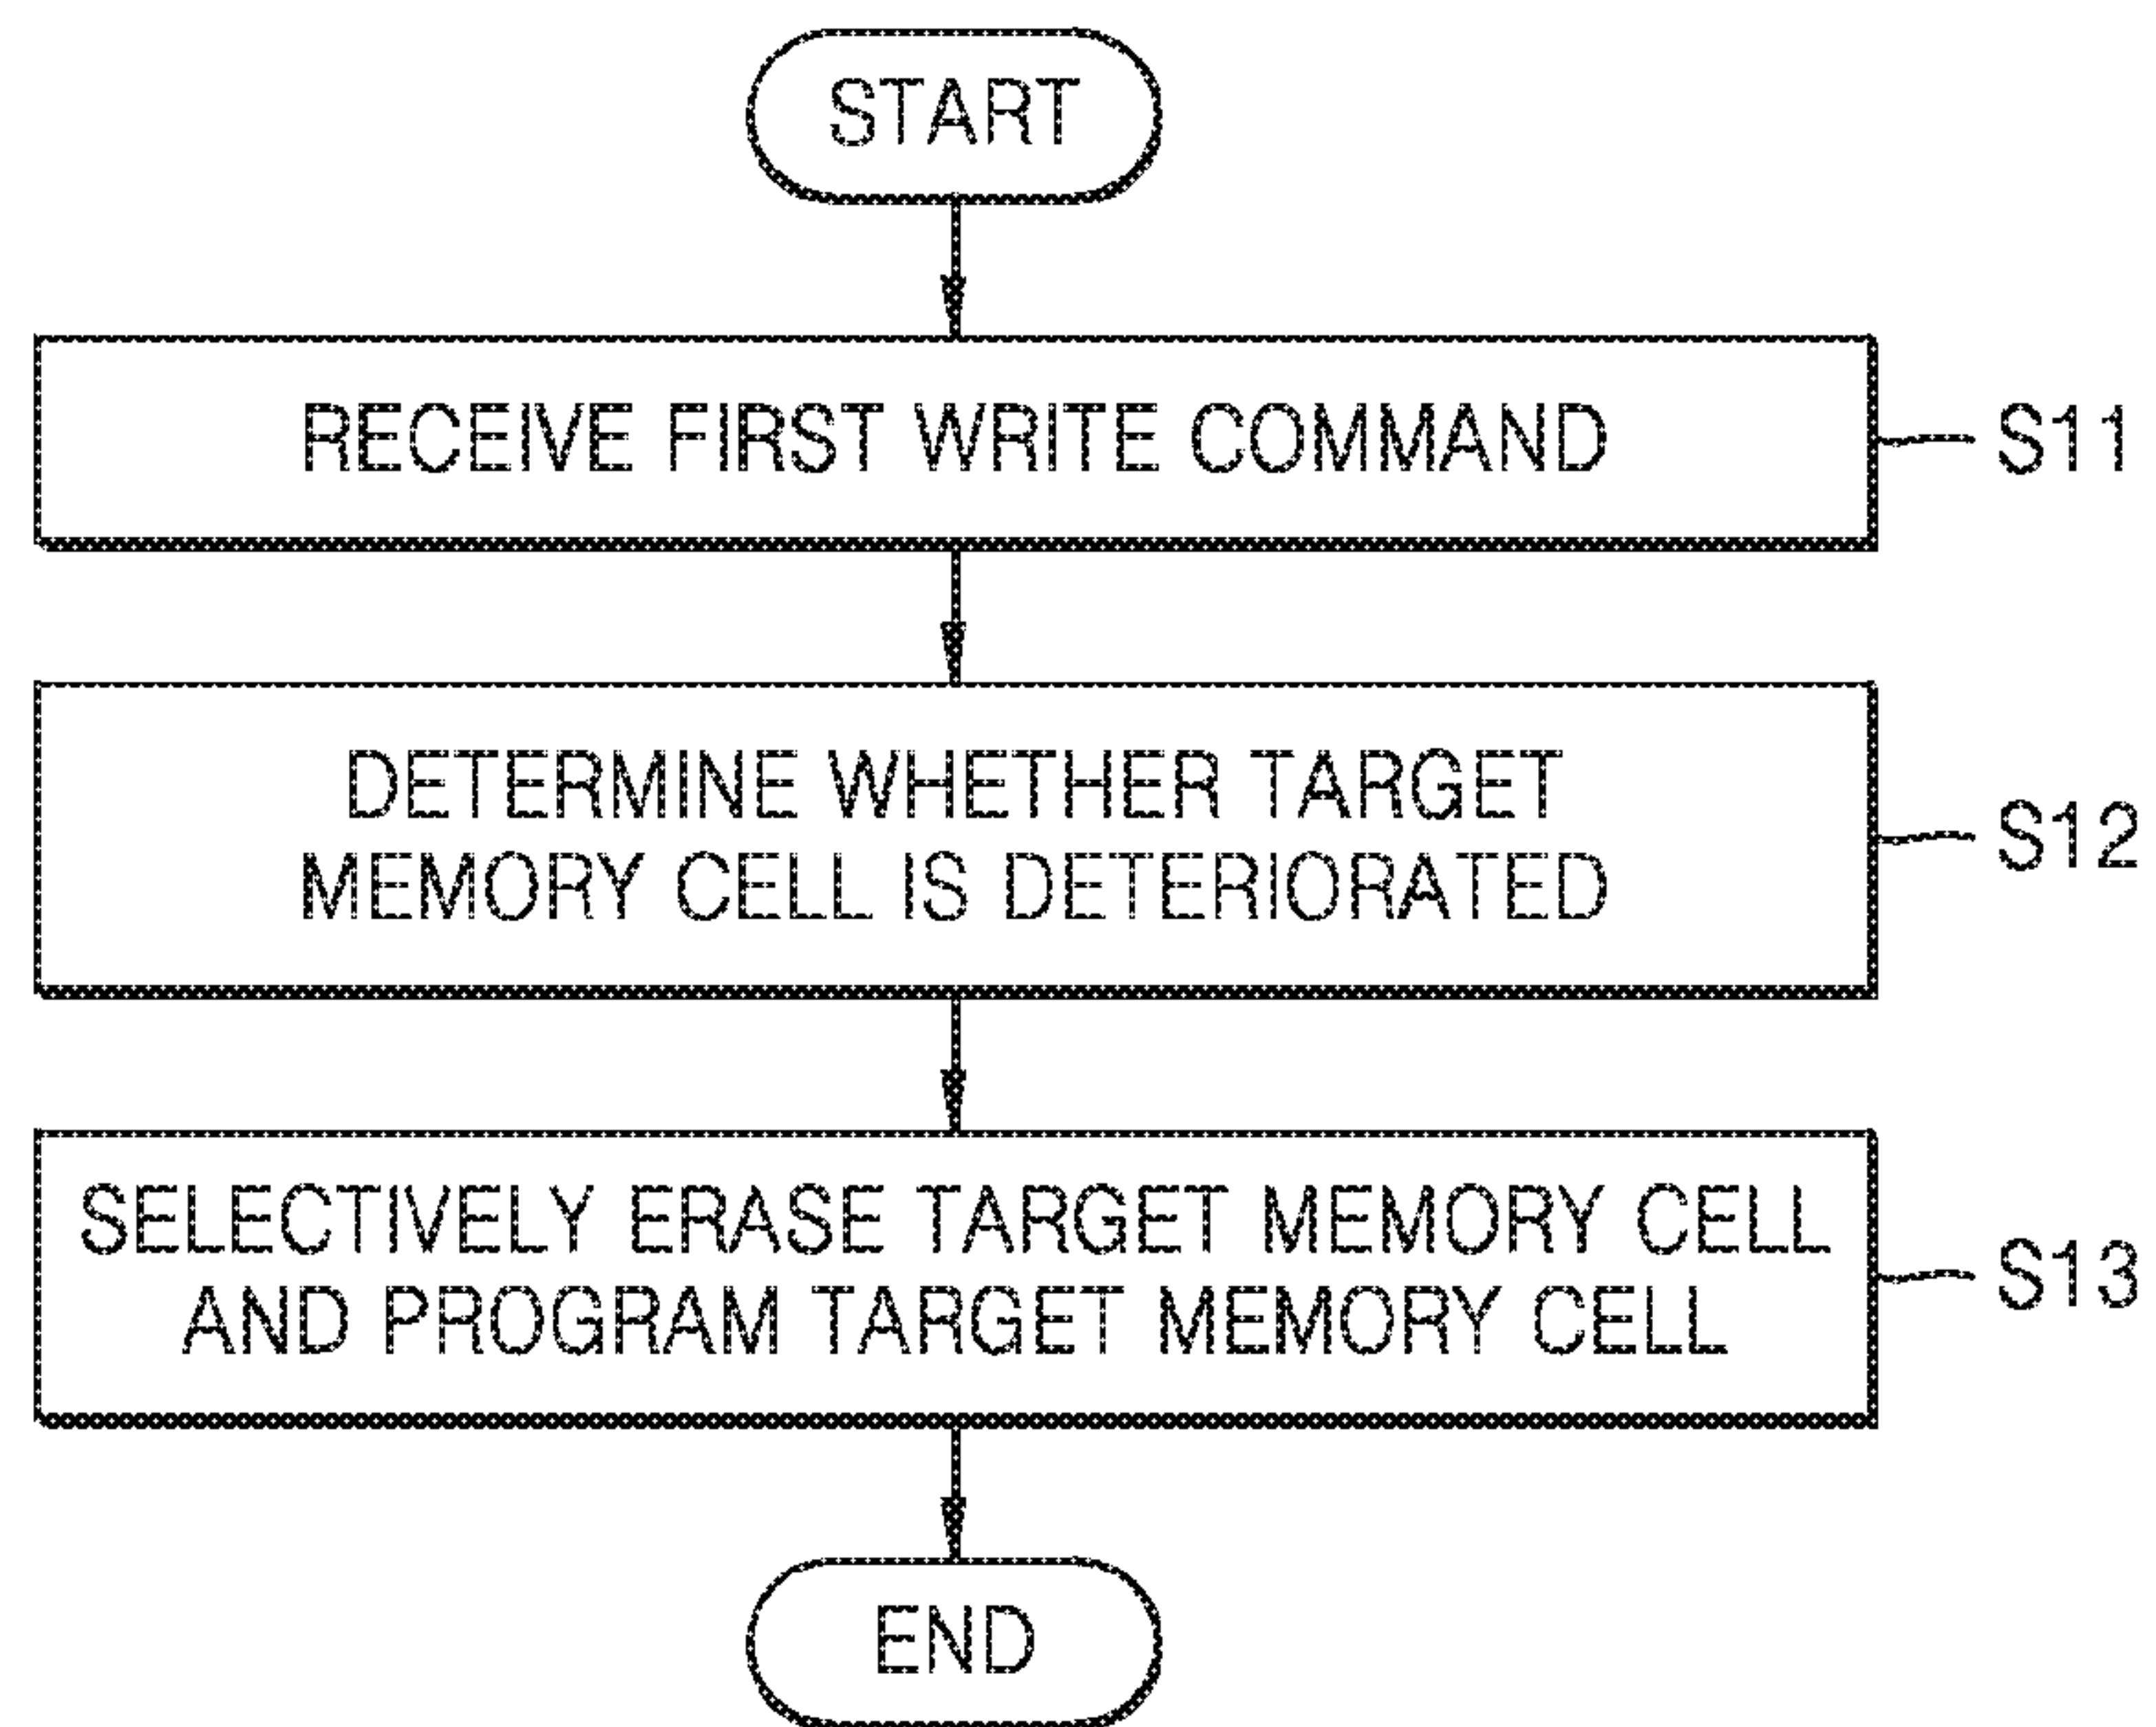 START
RECEIVE FIRST WRITE COMMAND
S11
DETERMINE WHETHER TARGET
MEMORY CELL IS DETERIORATED
S12
SELECTIVELY ERASE TARGET MEMORY CELL
AND PROGRAM TARGET MEMORY CELL
S13
END